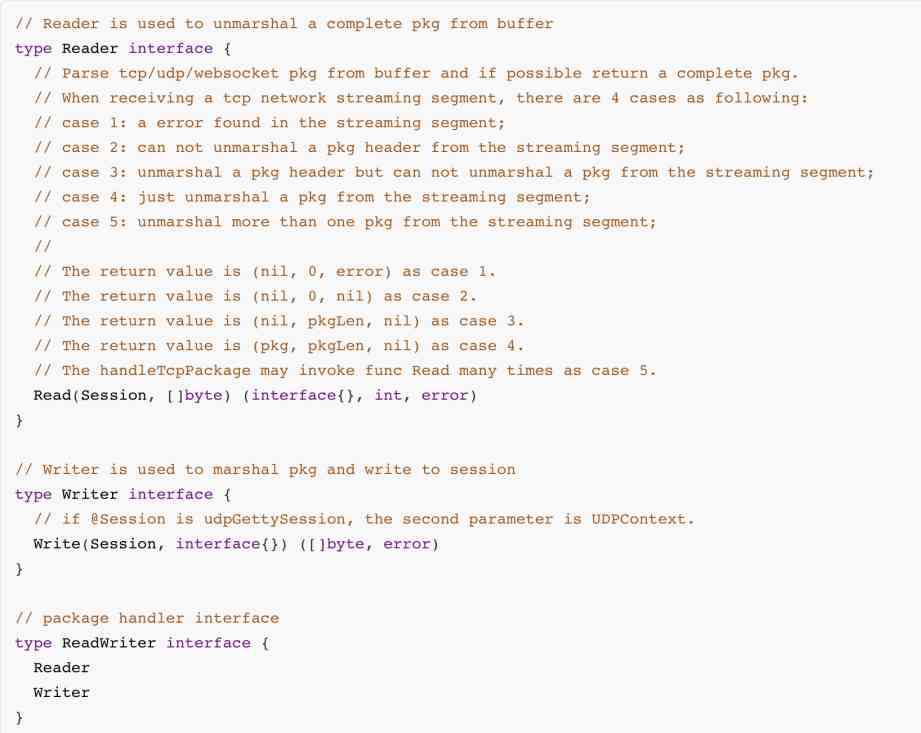 // Reader is used to unmarshal a complete pkg from buffer
type Reader interface {
  // Parse tcp/udp/websocket pkg from buffer and if possible return a complete pkg.
  // When receiving a tcp network streaming segment, there are 4 cases as following:
  // case 1: a error found in the streaming segment;
  // case 2: can not unmarshal a pkg header from the streaming segment;
  // case 3: unmarshal a pkg header but can not unmarshal a pkg from the streaming segment;
  // case 4: just unmarshal a pkg from the streaming segment;
  // case 5: unmarshal more than one pkg from the streaming segment;
  //
  // The return value is (nil, 0, error) as case 1.
  // The return value is (nil, 0, nil) as case 2.
  // The return value is (nil, pkgLen, nil) as case 3.
  // The return value is (pkg, pkgLen, nil) as case 4.
  // The handleTcpPackage may invoke func Read many times as case 5.
  Read(Session, []byte) (interface{}, int, error)
}

// Writer is used to marshal pkg and write to session
type Writer interface {
  // if @Session is udpGettySession, the second parameter is UDPContext.
  Write(Session, interface{}) ([]byte, error)
}

// package handler interface
type ReadWriter interface {
  Reader
  Writer
}